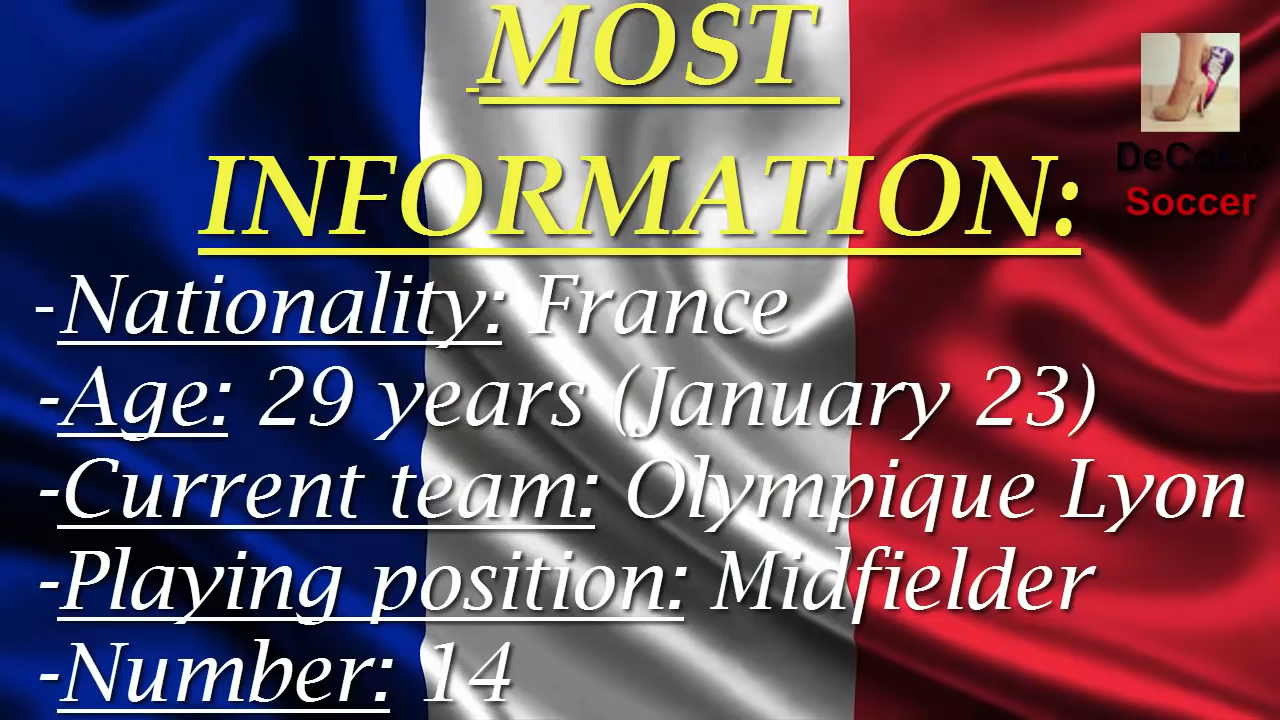 MOST
INFORMATION:
-Nationality: France
-Age: 29 years (January 23)
-Current team: Olympique Lyon
-Playing position: Midfielder
-Number: 14
Soccer